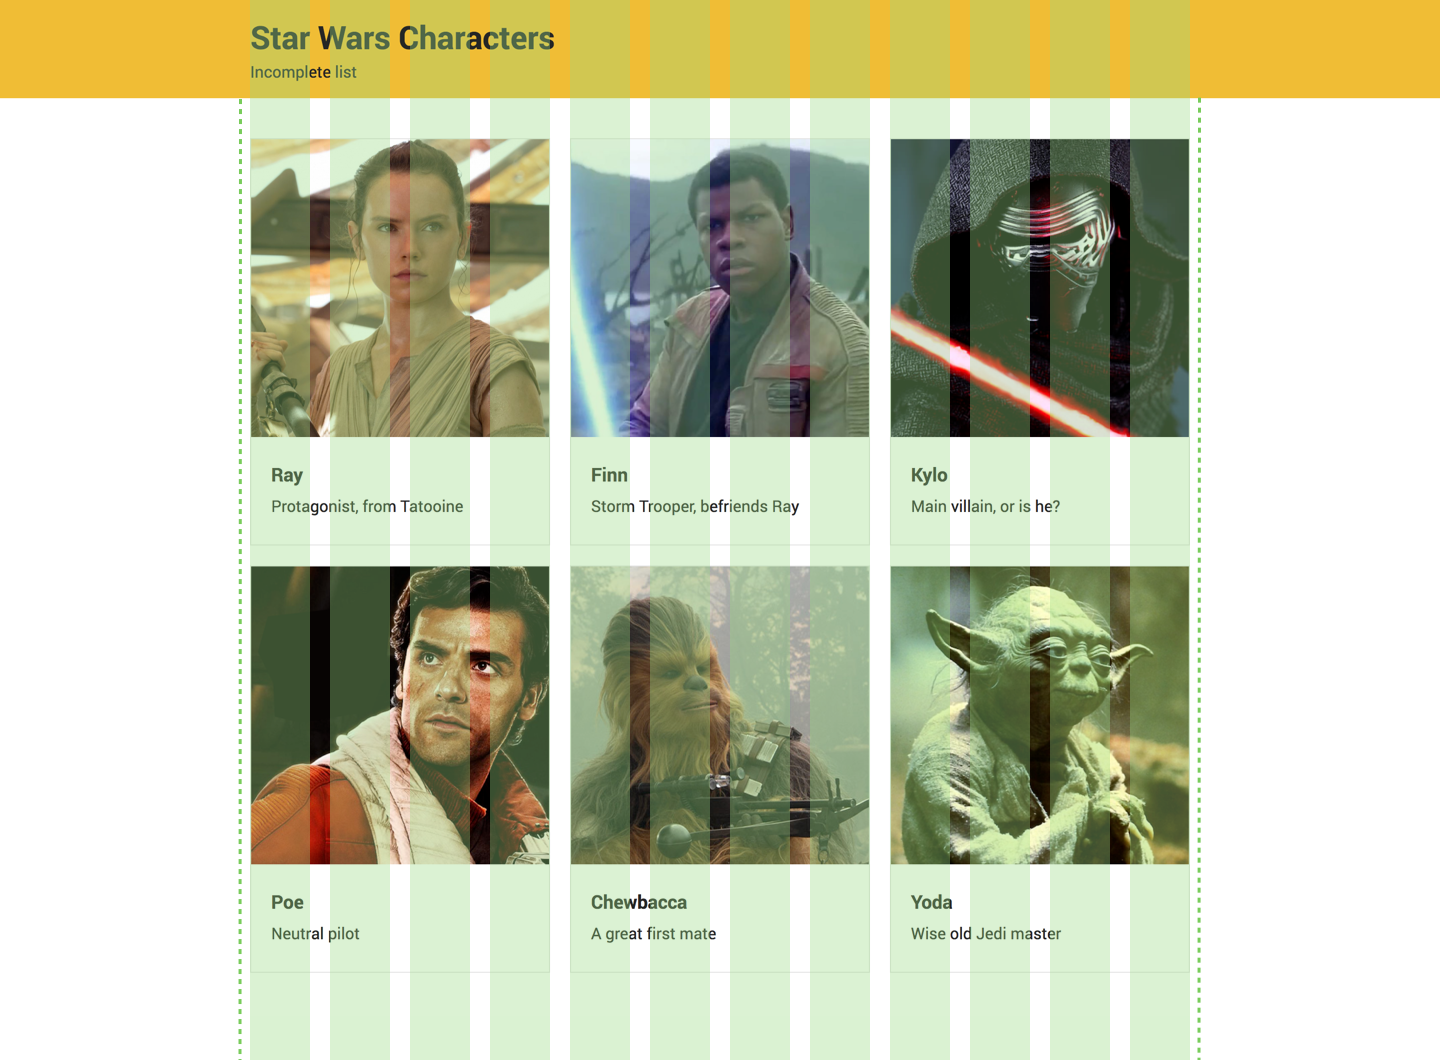 Star Wars Characters
Incomplete list
Ray
Protagonist, from Tatooine
Finn
Storm Trooper, befriends Ray
Kylo
Main villain, or is he?
Poe
Neutral pilot
Chewbacca
A great first mate
Yoda
Wise old Jedi master